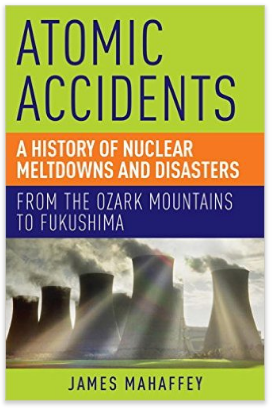 ATOMIC
ACCIDENTS
A HISTORY OF NUCLEAR
MELTDOWNS AND DISASTERS
FROM THE OZARK MOUNTAINS
TO FUKUSHIMA
JAMES MAHAFFEY